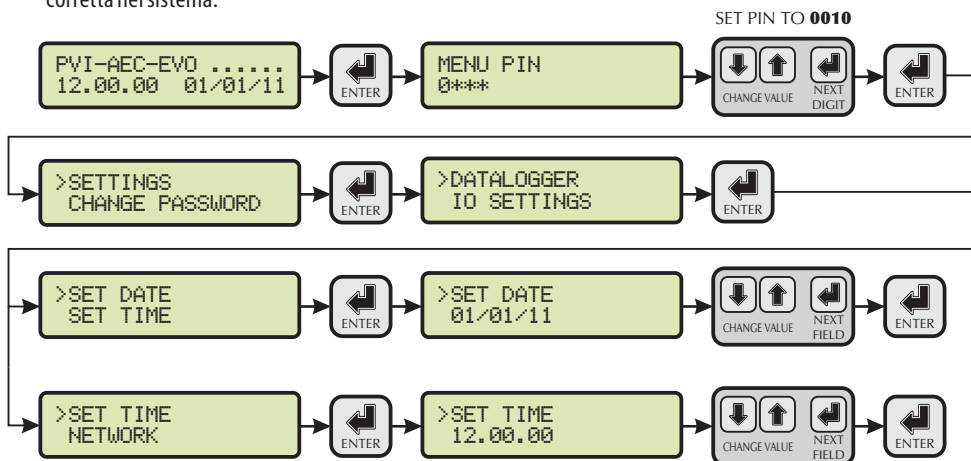 corretta nel sistema.
SET PIN TO 0010
PVI-AEC-EVO ......
12.00.00 01/01/11
ENTER
MENU PIN
0***
CHANGE VALUE
NEXT
DIGIT
ENTER
>SETTINGS
CHANGE PASSWORD
ENTER
>DATALOGGER
IO SETTINGS
ENTER
>SET DATE
SET TIME
ENTER
>SET DATE
01/01/11
CHANGE VALUE
NEXT
FIELD
ENTER
>SET TIME
NETWORK
ENTER
>SET TIME
12.00.00
CHANGE VALUE
NEXT
FIELD
ENTER